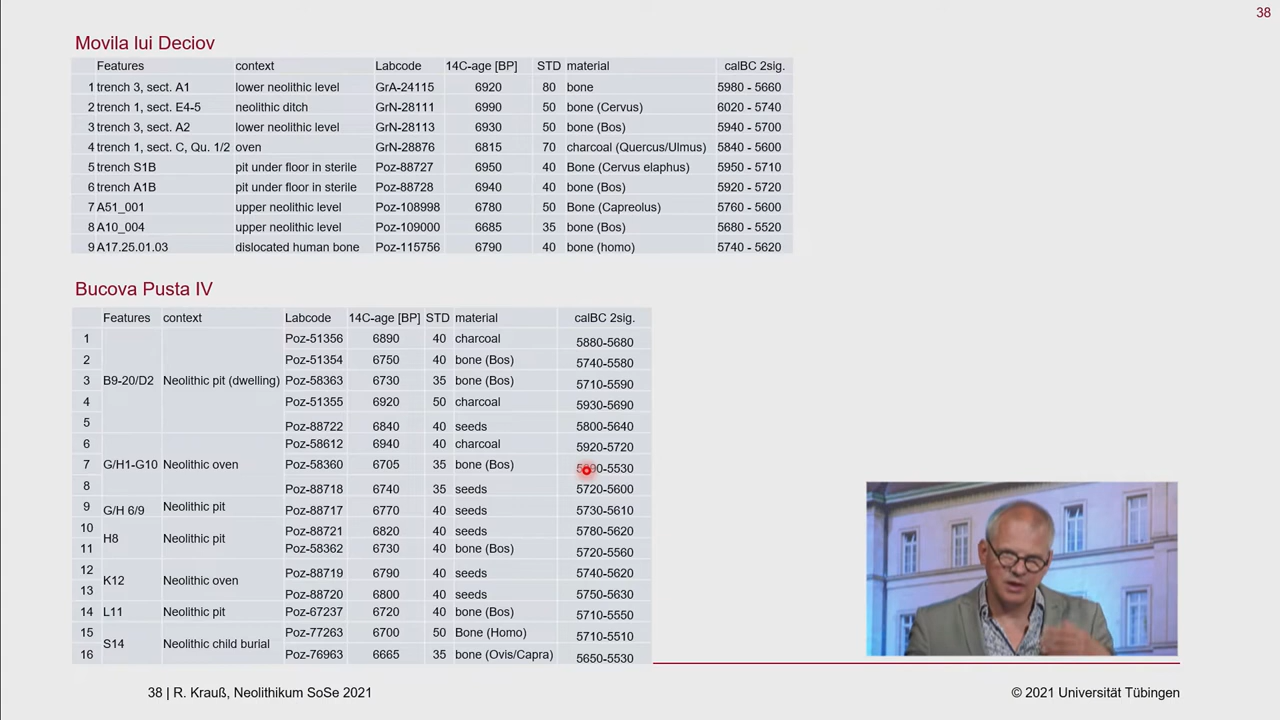 38
Movila lui Deciov
Features context Labcode 14C-age [BP] STD material calBC 2sig.
1 trench 3, sect. A1 lower neolithic level GrA-24115 6920 80 bone 5980 - 5660
2 trench 1, sect. E4-5 neolithic ditch GrN-28111 6990 50 bone (Cervus) 6020 - 5740
3 trench 3, sect. A2 lower neolithic level GrN-28113 6930 50 bone (Bos) 5940 - 5700
4 trench 1, sect. C, Qu. 1/2 oven GrN-28876 6815 70 charcoal (Quercus/Ulmus) 5840 - 5600
5 trench S1B pit under floor in sterile Poz-88727 6950 40 Bone (Cervus elaphus) 5950 - 5710
6 trench A1B pit under floor in sterile Poz-88728 6940 40 bone (Bos) 5920 - 5720
7 A51_001 upper neolithic level Poz-108998 6780 50 Bone (Capreolus) 5760 - 5600
8 A10_004 upper neolithic level Poz-109000 6685 35 bone (Bos) 5680 - 5520
9 A17.25.01.03 dislocated human bone Poz-115756 6790 40 bone (homo) 5740 - 5620
Bucova Pusta IV
Features context Labcode 14C-age [BP] STD material calBC 2sig.
1 Poz-51356 6890 40 charcoal 5880-5680
2 Poz-51354 6750 40 bone (Bos) 5740-5580
3 B9-20/D2 Neolithic pit (dwelling) Poz-58363 6730 35 bone (Bos) 5710-5590
4 Poz-51355 6920 50 charcoal 5930-5690
5 Poz-88722 6840 40 seeds 5800-5640
6 Poz-58612 6940 40 charcoal 5920-5720
7 G/H1-G10 Neolithic oven Poz-58360 6705 35 bone (Bos)
8 Poz-88718 6740 35 seeds 5720-5600
9 G/H 6/9 Neolithic pit Poz-88717 6770 40 seeds 5730-5610
10 H8 Neolithic pit Poz-88721 6820 40 seeds 5780-5620
11 Poz-58362 6730 40 bone (Bos) 5720-5560
12 K12 Neolithic oven Poz-88719 6790 40 seeds 5740-5620
13 Poz-88720 6800 40 seeds 5750-5630
14 L11 Neolithic pit Poz-67237 6720 40 bone (Bos) 5710-5550
15 S14 Neolithic child burial Poz-77263 6700 50 Bone (Homo) 5710-5510
16 Poz-76963 6665 35 bone (Ovis/Capra) 5650-5530
38 | R. Krauß, Neolithikum SoSe 2021
© 2021 Universität Tübingen